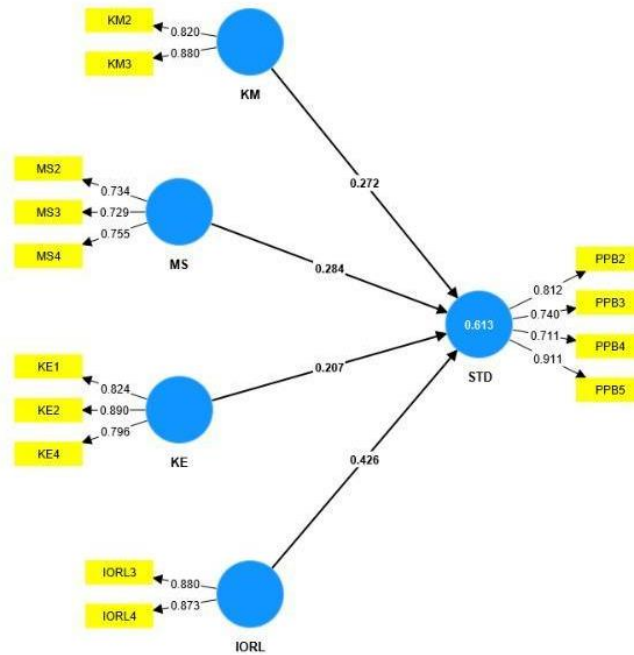 KM2
0.820
KM3
0.880
KM
0.272
MS2
0.734
MS3
0.729
MS4
0.755
MS
0.284
PPB2
0.812
PPB3
0.740
0.613
PPB4
0.711
PPB5
0.911
STD
KE1
0.824
KE2
0.890
KE4
0.796
KE
0.207
0.426
IORL3
0.880
IORL4
0.873
IORL